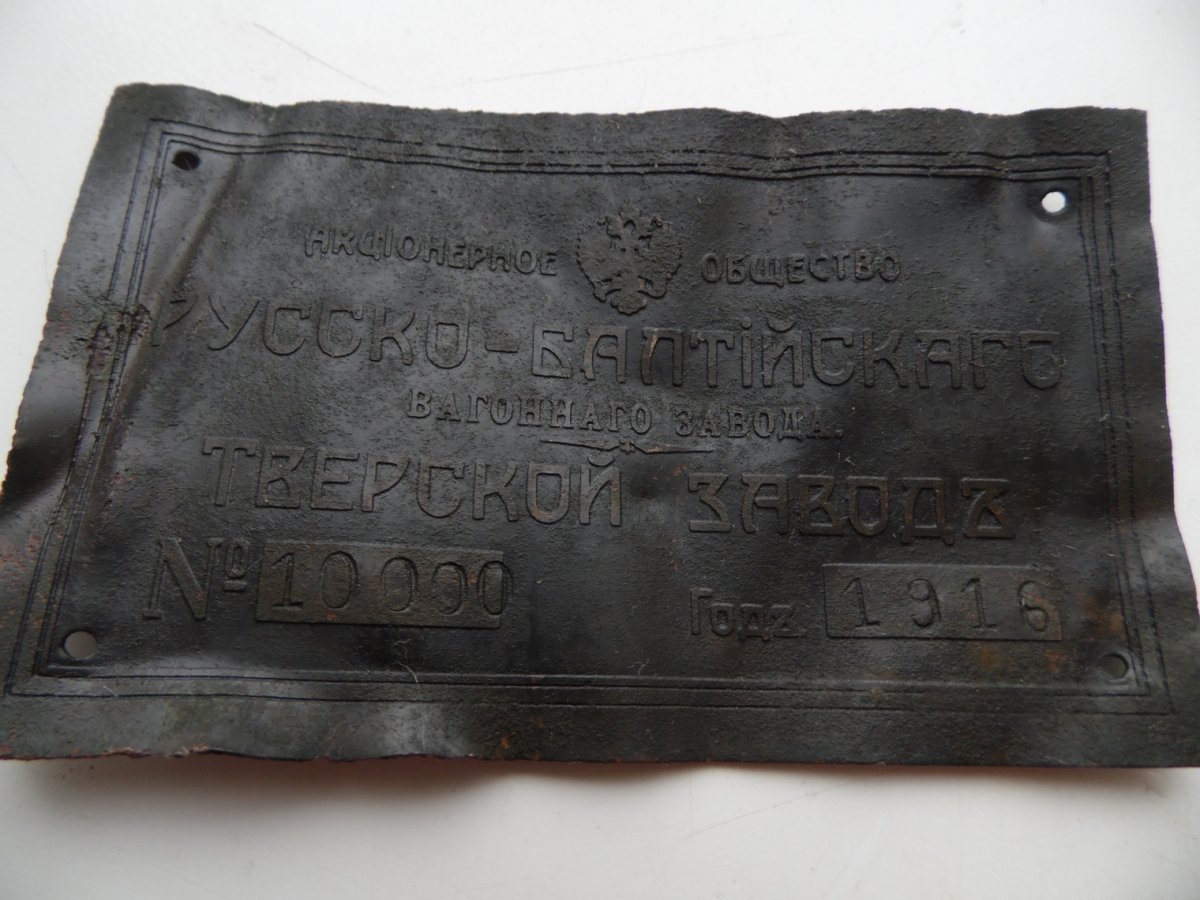 АКЦІОНЕРНОЕ ОБЩЕСТВО
РУССКО-БАЛТІЙСКАГО
ВАГОННАГО ЗАВОДА.
ТВЕРСКОЙ ЗАВОДЪ
№ 10000 Годъ 1916